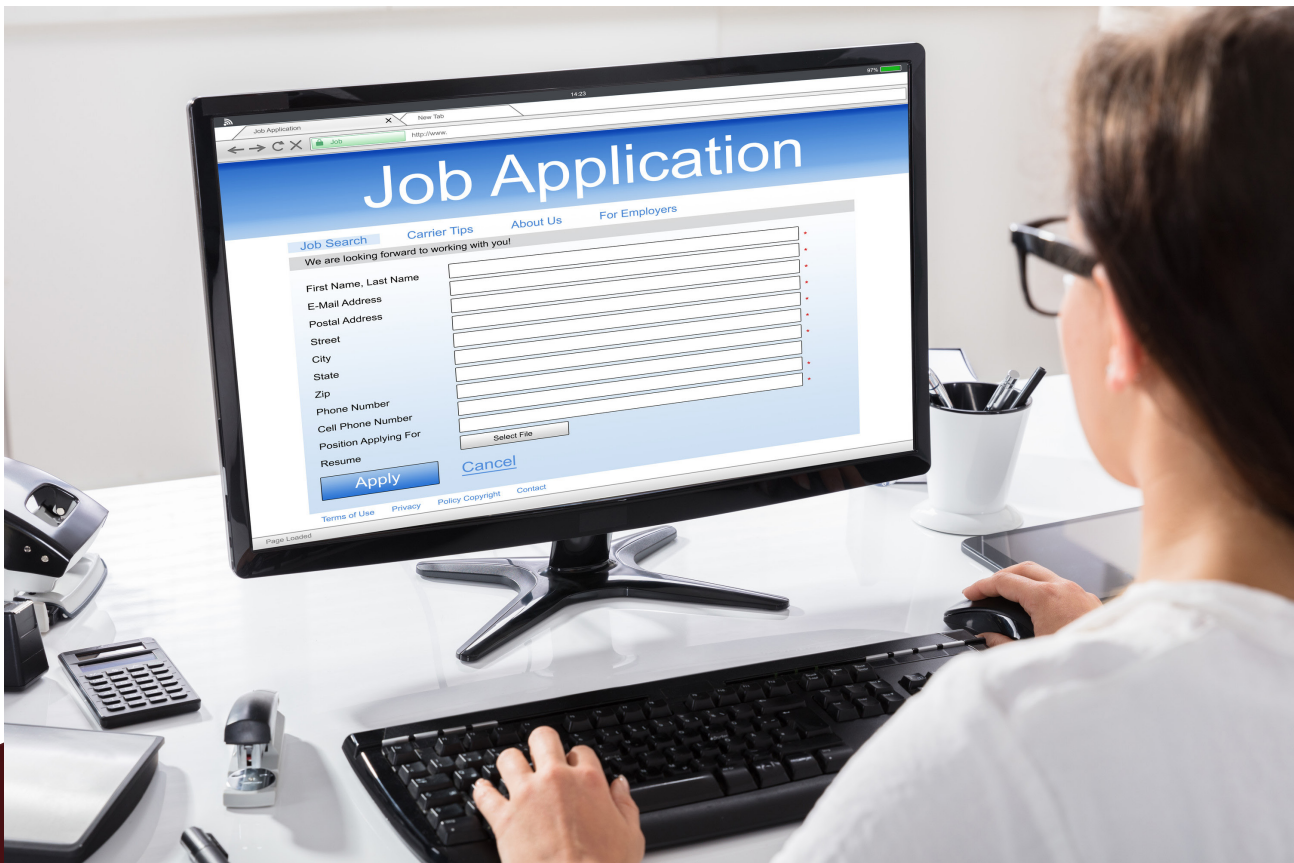 14:23
97%
Job Application
New Tab
Job
http://www.
Job Application
Job Search Carrier Tips About Us For Employers
We are looking forward to working with you!
First Name, Last Name
E-Mail Address
Postal Address
Street
City
State
Zip
Phone Number
Cell Phone Number
Position Applying For
Resume
Select File
Apply Cancel
Terms of Use Privacy Policy Copyright Contact
Page Loaded